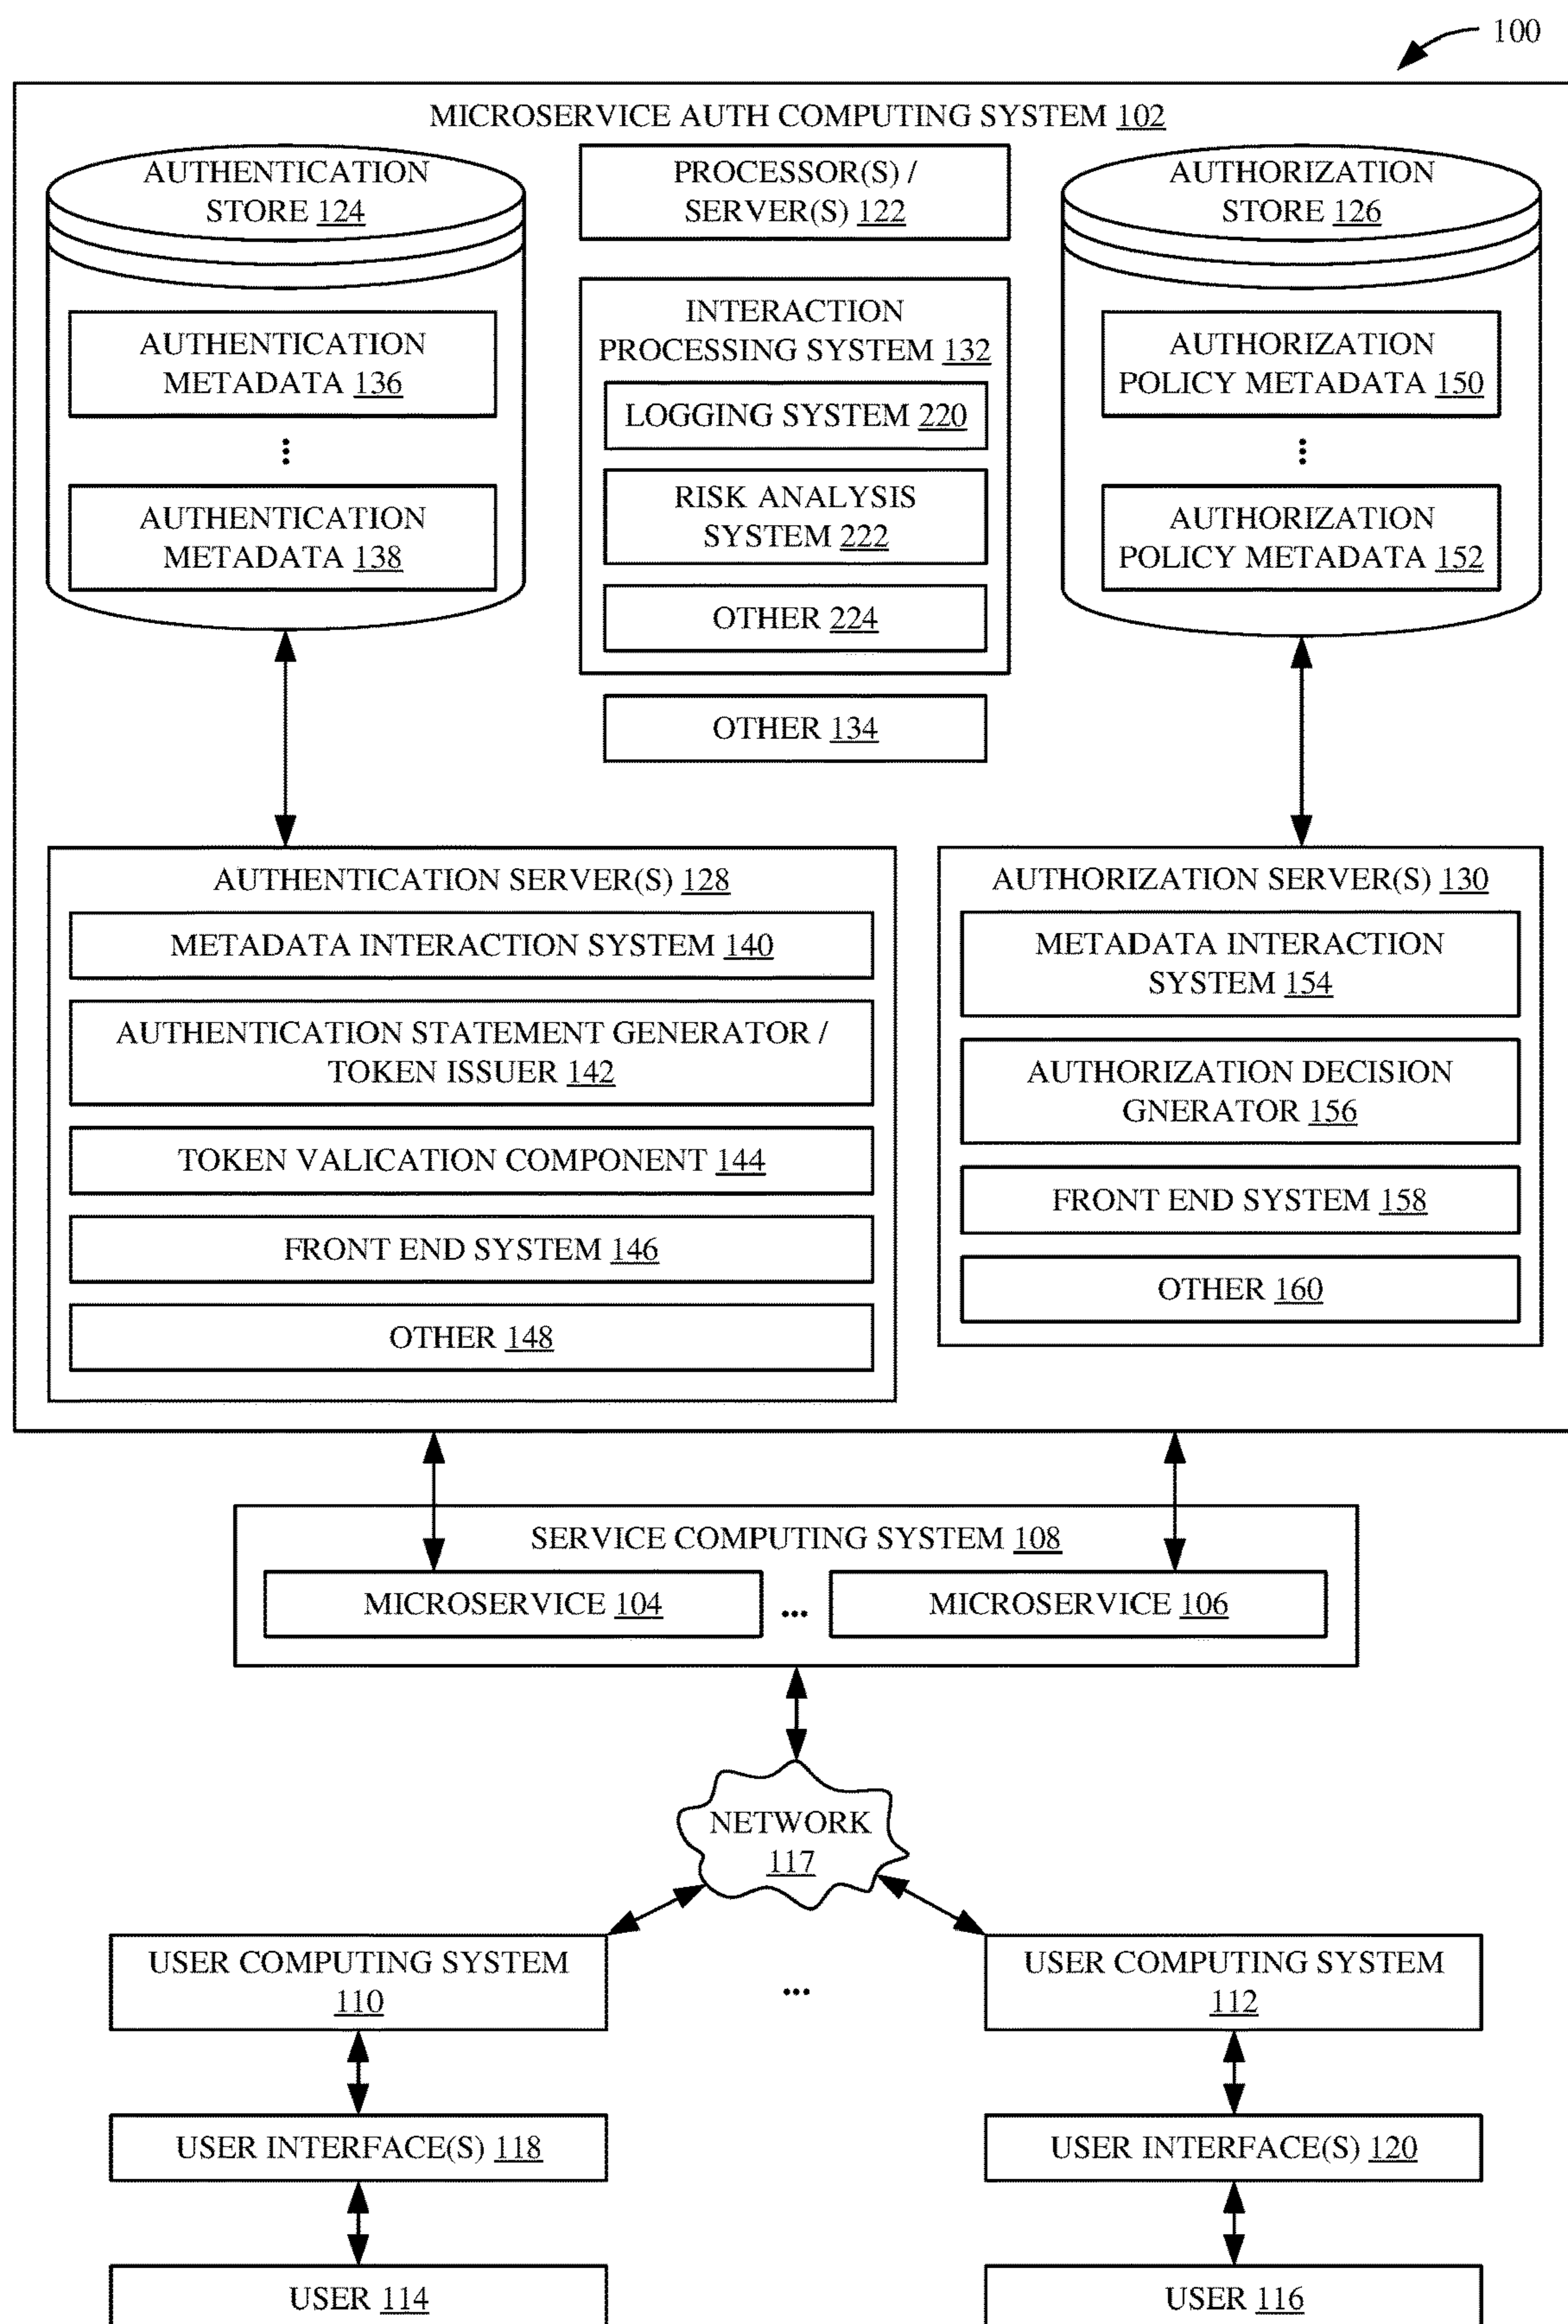 100
MICROSERVICE AUTH COMPUTING SYSTEM 102
AUTHENTICATION
STORE 124
AUTHENTICATION
METADATA 136
AUTHENTICATION
METADATA 138
PROCESSOR(S) /
SERVER(S) 122
INTERACTION
PROCESSING SYSTEM 132
LOGGING SYSTEM 220
RISK ANALYSIS
SYSTEM 222
OTHER 224
OTHER 134
AUTHORIZATION
STORE 126
AUTHORIZATION
POLICY METADATA 150
AUTHORIZATION
POLICY METADATA 152
AUTHENTICATION SERVER(S) 128
METADATA INTERACTION SYSTEM 140
AUTHENTICATION STATEMENT GENERATOR /
TOKEN ISSUER 142
TOKEN VALICATION COMPONENT 144
FRONT END SYSTEM 146
OTHER 148
AUTHORIZATION SERVER(S) 130
METADATA INTERACTION
SYSTEM 154
AUTHORIZATION DECISION
GNERATOR 156
FRONT END SYSTEM 158
OTHER 160
SERVICE COMPUTING SYSTEM 108
MICROSERVICE 104
...
MICROSERVICE 106
NETWORK
117
USER COMPUTING SYSTEM
110
...
USER COMPUTING SYSTEM
112
USER INTERFACE(S) 118
USER INTERFACE(S) 120
USER 114
USER 116